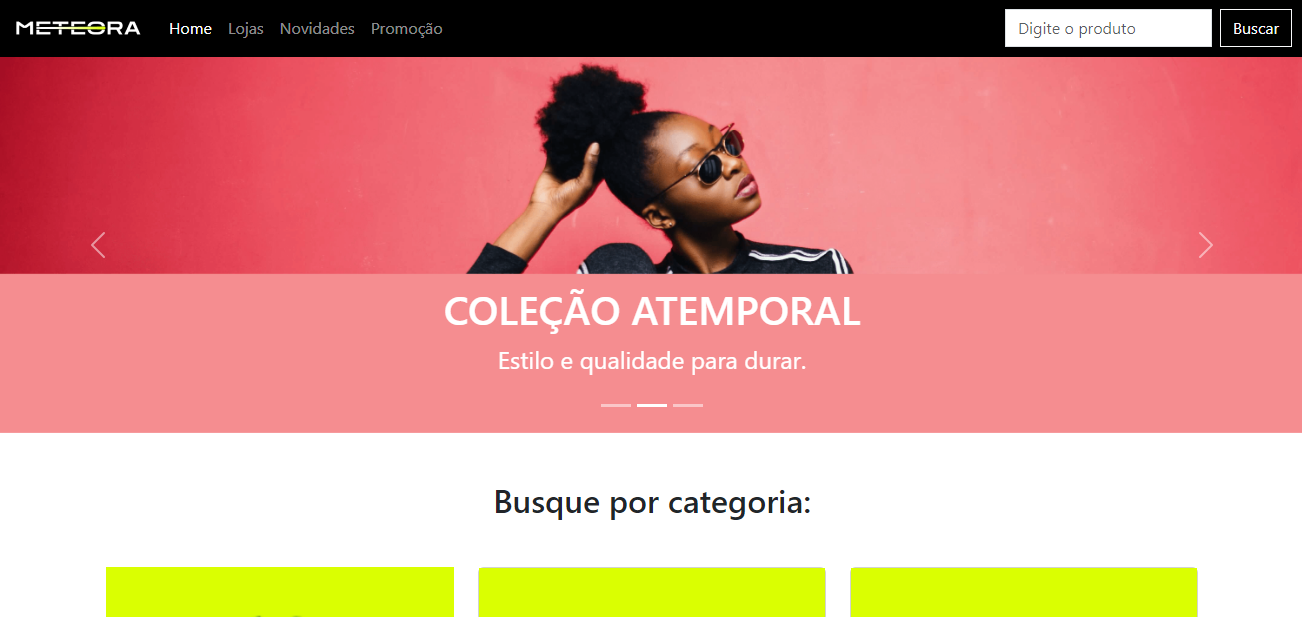 METEORA
Home Lojas Novidades Promoção
Digite o produto
Buscar
COLEÇÃO ATEMPORAL
Estilo e qualidade para durar.
Busque por categoria: